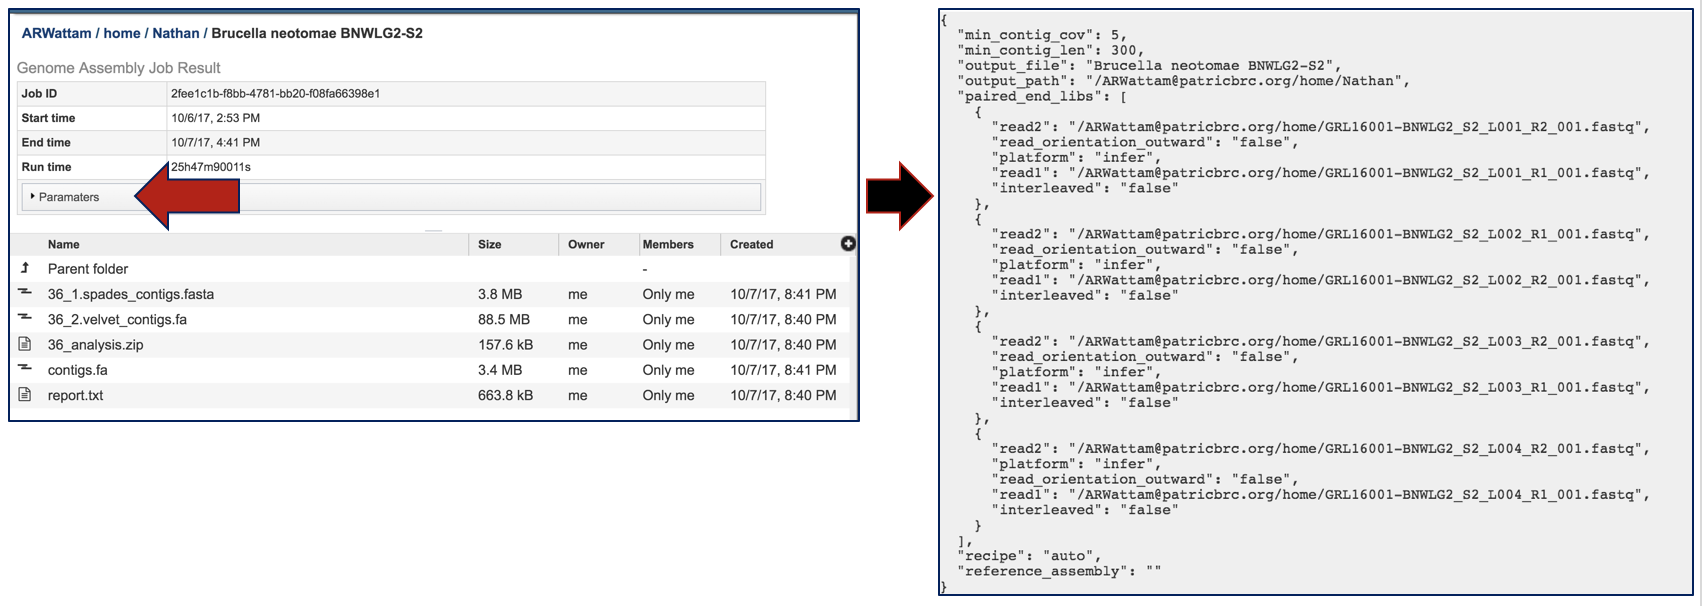 ARWattam / home / Nathan / Brucella neotomae BNWLG2-S2
Genome Assembly Job Result
Job ID 2fee1c1b-f8bb-4781-bb20-f08fa66398e1
Start time 10/6/17, 2:53 PM
End time 10/7/17, 4:41 PM
Run time 25h47m90011s
Paramaters
Name Size Owner Members Created
Parent folder -
36_1.spades_contigs.fasta 3.8 MB me Only me 10/7/17, 8:41 PM
36_2.velvet_contigs.fa 88.5 MB me Only me 10/7/17, 8:40 PM
36_analysis.zip 157.6 kB me Only me 10/7/17, 8:40 PM
contigs.fa 3.4 MB me Only me 10/7/17, 8:41 PM
report.txt 663.8 kB me Only me 10/7/17, 8:40 PM
{
"min_contig_cov": 5,
"min_contig_len": 300,
"output_file": "Brucella neotomae BNWLG2-S2",
"output_path": "/ARWattam@patricbrc.org/home/Nathan",
"paired_end_libs": [
{
"read2": "/ARWattam@patricbrc.org/home/GRL16001-BNWLG2_S2_L001_R2_001.fastq",
"read_orientation_outward": "false",
"platform": "infer",
"read1": "/ARWattam@patricbrc.org/home/GRL16001-BNWLG2_S2_L001_R1_001.fastq",
"interleaved": "false"
},
{
"read2": "/ARWattam@patricbrc.org/home/GRL16001-BNWLG2_S2_L002_R1_001.fastq",
"read_orientation_outward": "false",
"platform": "infer",
"read1": "/ARWattam@patricbrc.org/home/GRL16001-BNWLG2_S2_L002_R2_001.fastq",
"interleaved": "false"
},
{
"read2": "/ARWattam@patricbrc.org/home/GRL16001-BNWLG2_S2_L003_R2_001.fastq",
"read_orientation_outward": "false",
"platform": "infer",
"read1": "/ARWattam@patricbrc.org/home/GRL16001-BNWLG2_S2_L003_R1_001.fastq",
"interleaved": "false"
},
{
"read2": "/ARWattam@patricbrc.org/home/GRL16001-BNWLG2_S2_L004_R2_001.fastq",
"platform": "infer",
"read_orientation_outward": "false",
"read1": "/ARWattam@patricbrc.org/home/GRL16001-BNWLG2_S2_L004_R1_001.fastq",
"interleaved": "false"
}
],
"recipe": "auto",
"reference_assembly": ""
}